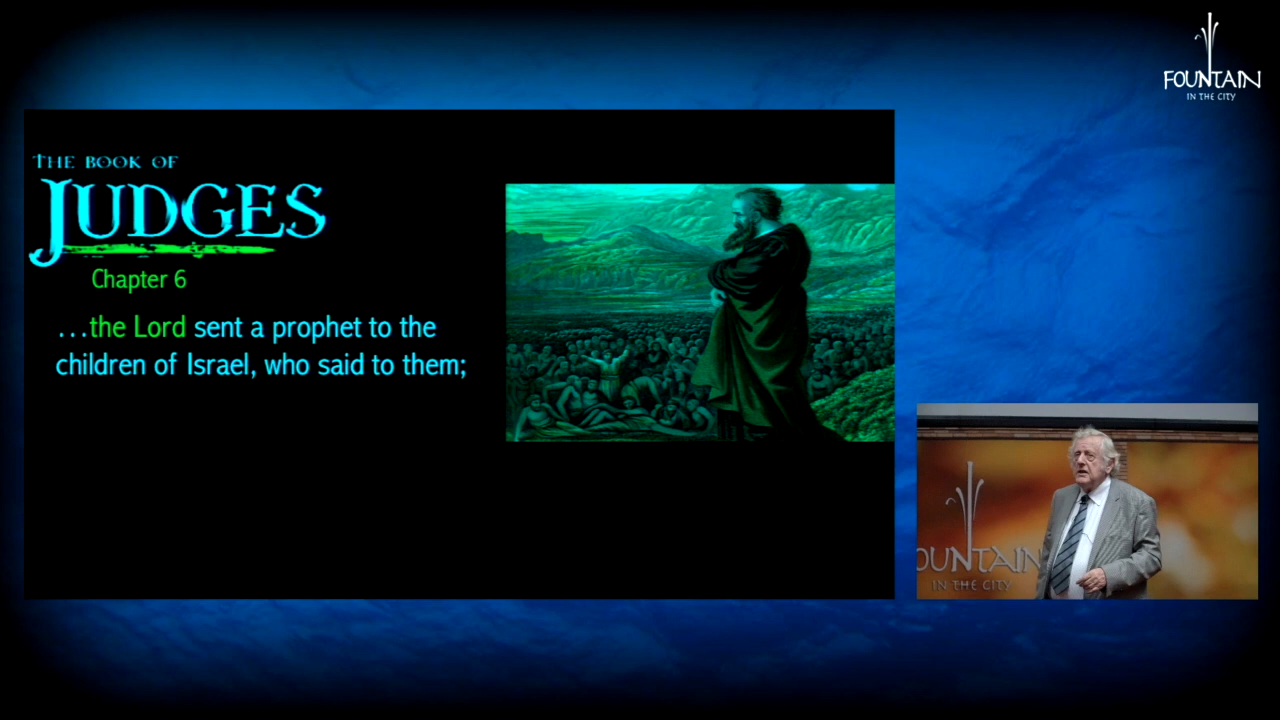 FOUNTAIN
IN THE CITY
THE BOOK OF
JUDGES
Chapter 6
...the Lord sent a prophet to the
children of Israel, who said to them;
OUNTAIN
IN THE CITY